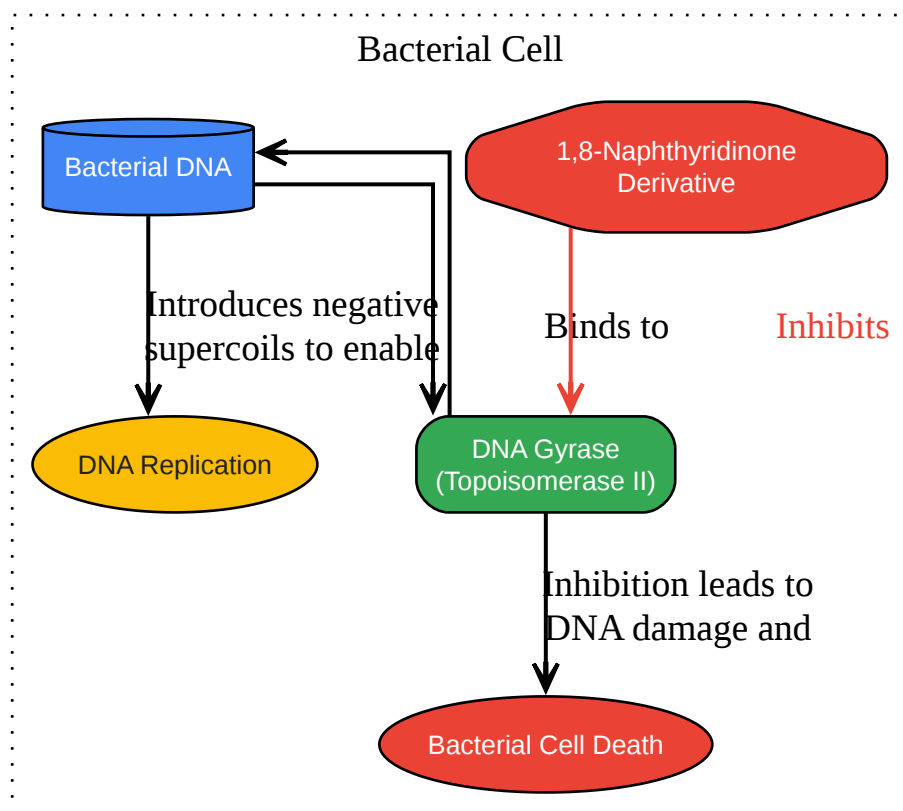 Bacterial Cell
Bacterial DNA
1,8-Naphthyridinone
Derivative
Introduces negative
supercoils to enable
Binds to
Inhibits
DNA Replication
DNA Gyrase
(Topoisomerase II)
Inhibition leads to
DNA damage and
Bacterial Cell Death